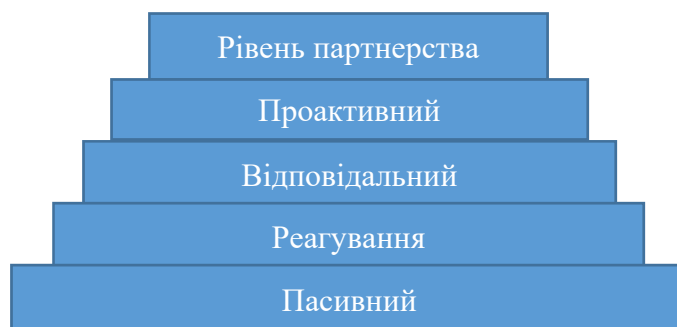 Рівень партнерства
Проактивний
Відповідальний
Реагування
Пасивний